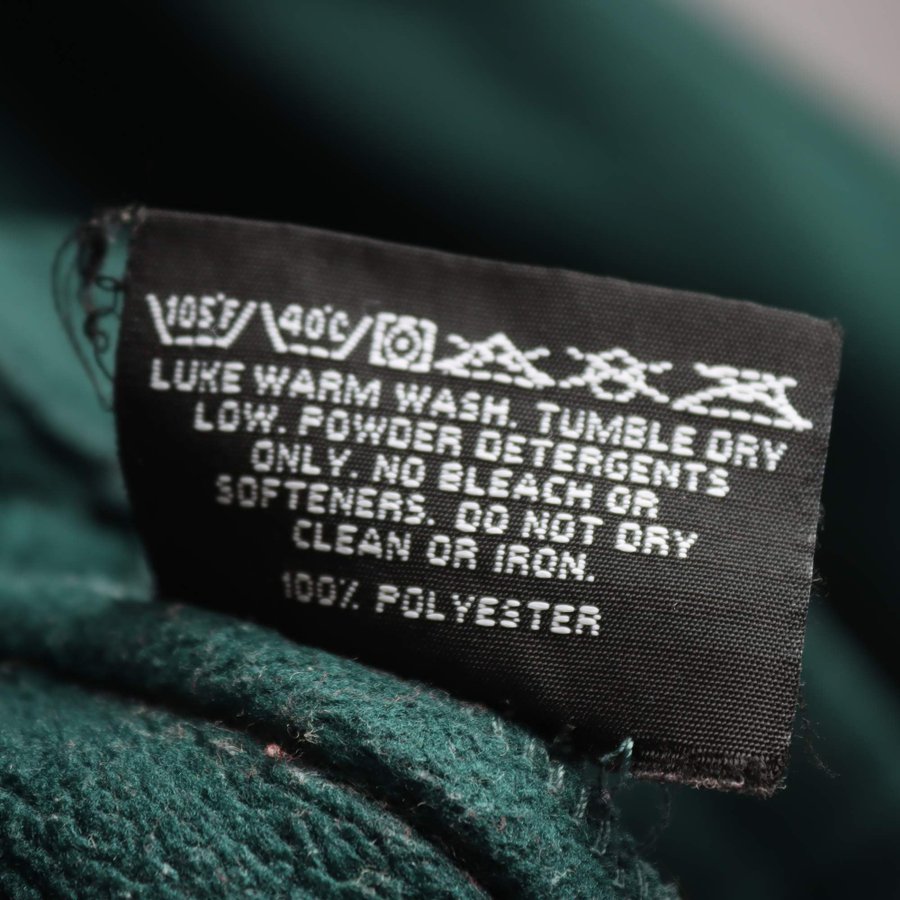 105°F 40°C
LUKE WARM WASH. TUMBLE DRY
LOW. POWDER DETERGENTS
ONLY. NO BLEACH OR
SOFTENERS. DO NOT DRY
CLEAN OR IRON.
100% POLYESTER